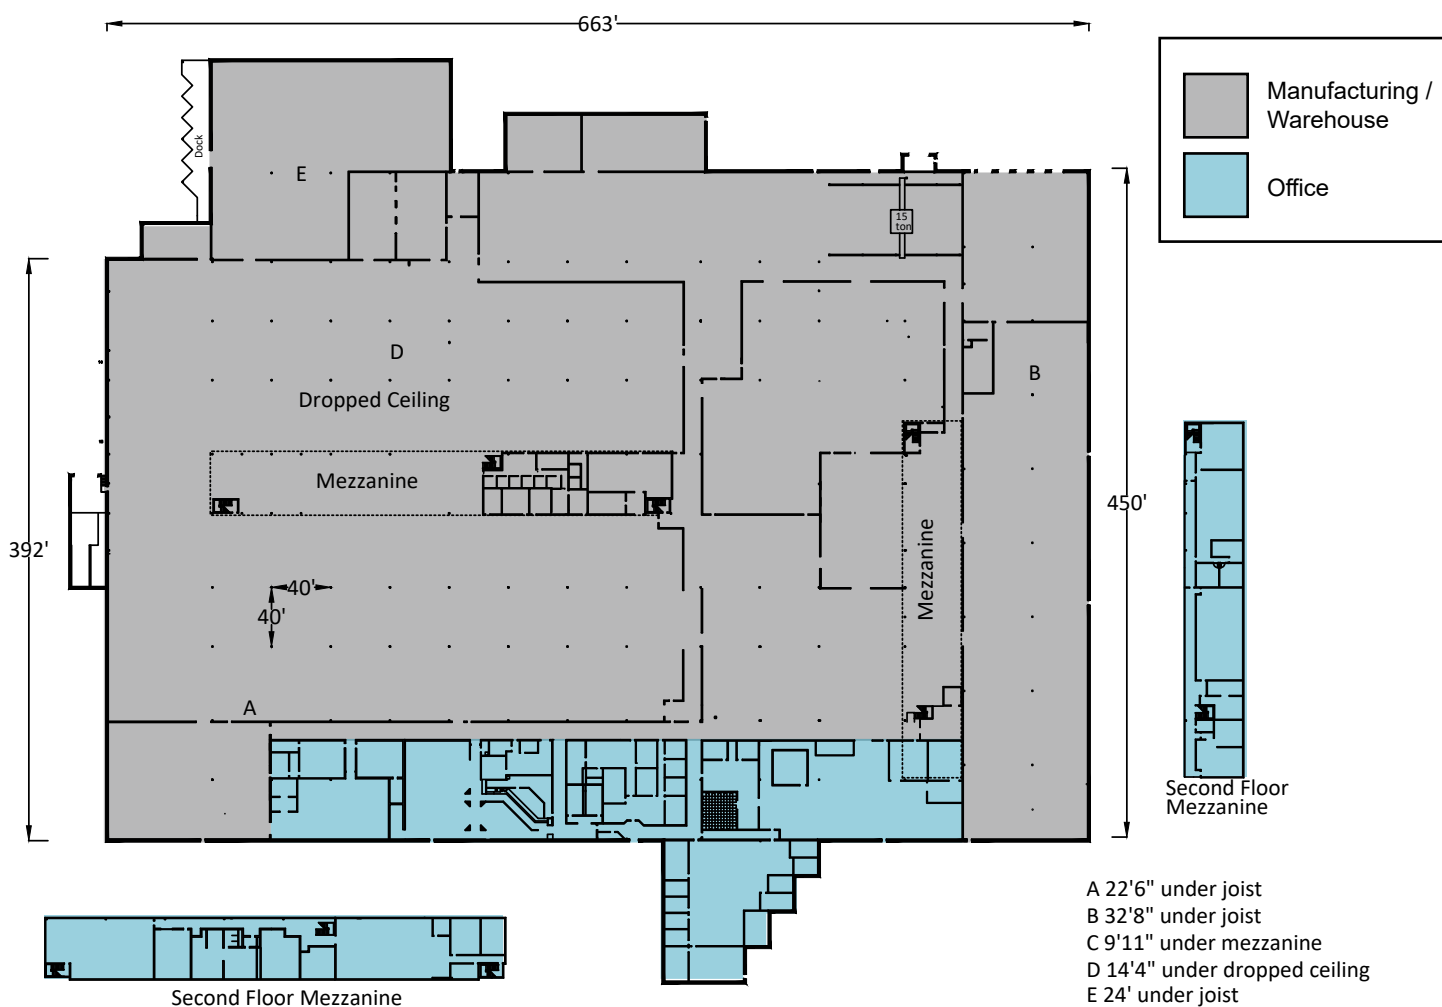 663'
Manufacturing /
Warehouse
Office
Dock
E
15
ton
D
Dropped Ceiling
B
Mezzanine
450'
392'
Mezzanine
40'
40'
A
Second Floor
Mezzanine
A 22'6" under joist
B 32'8" under joist
C 9'11" under mezzanine
D 14'4" under dropped ceiling
E 24' under joist
Second Floor Mezzanine